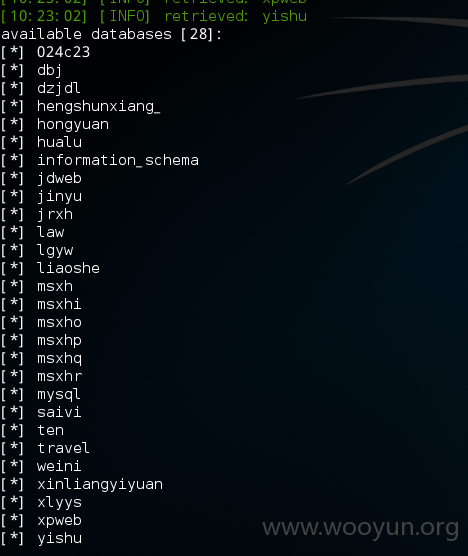 [10:23:02] [INFO] retrieved: xpweb
[10:23:02] [INFO] retrieved: yishu
available databases [28]:
[*] 024c23
[*] dbj
[*] dzjdl
[*] hengshunxiang_
[*] hongyuan
[*] hualu
[*] information_schema
[*] jdweb
[*] jinyu
[*] jrxh
[*] law
[*] lgyw
[*] liaoshe
[*] msxh
[*] msxhi
[*] msxho
[*] msxhp
[*] msxhq
[*] msxhr
[*] mysql
[*] saivi
[*] ten
[*] travel
[*] weini
[*] xinliangyiyuan
[*] xlyys
[*] xpweb
[*] yishu
www.wooyun.org